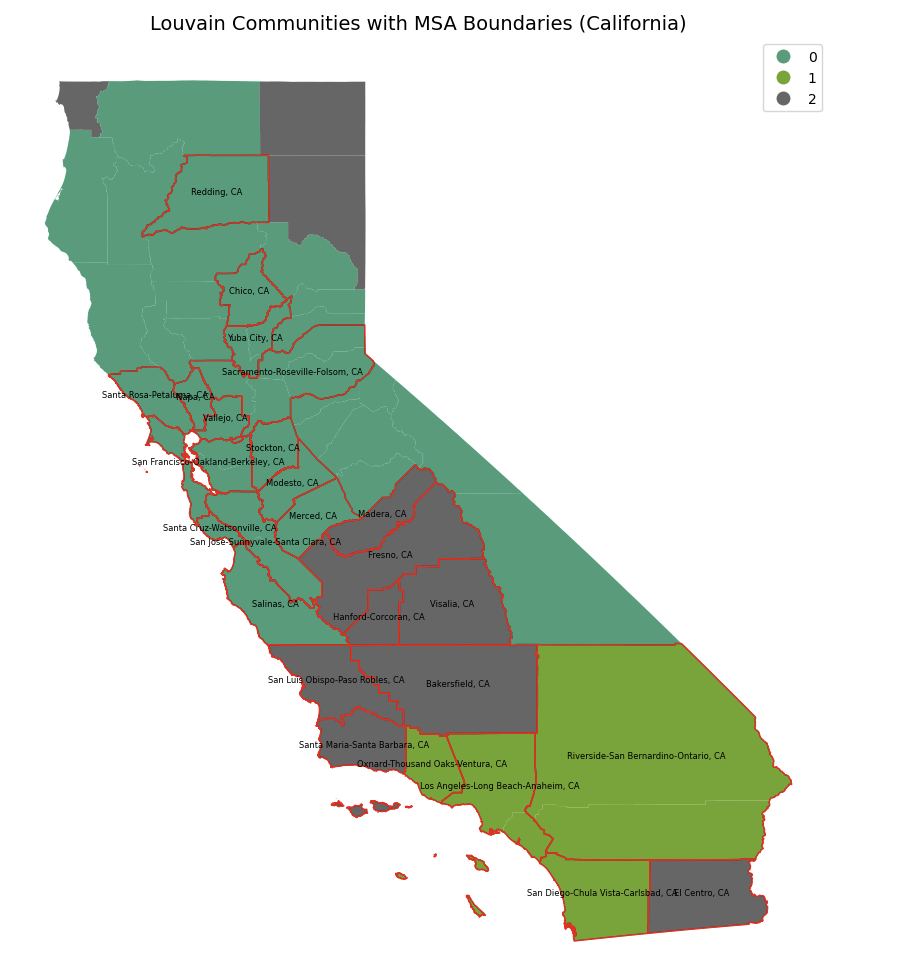 Louvain Communities with MSA Boundaries (California)
0
1
2
Redding, CA
Chico, CA
Yuba City, CA
Sacramento-Roseville-Folsom, CA
Santa Rosa-Petaluma, CA
Napa, CA
Vallejo, CA
Stockton, CA
San Francisco-Oakland-Berkeley, CA
Modesto, CA
Merced, CA
Madera, CA
Santa Cruz-Watsonville, CA
San Jose-Sunnyvale-Santa Clara, CA
Fresno, CA
Salinas, CA
Visalia, CA
Hanford-Corcoran, CA
San Luis Obispo-Paso Robles, CA
Bakersfield, CA
Santa Maria-Santa Barbara, CA
Riverside-San Bernardino-Ontario, CA
Oxnard-Thousand Oaks-Ventura, CA
Los Angeles-Long Beach-Anaheim, CA
San Diego-Chula Vista-Carlsbad, CA
El Centro, CA